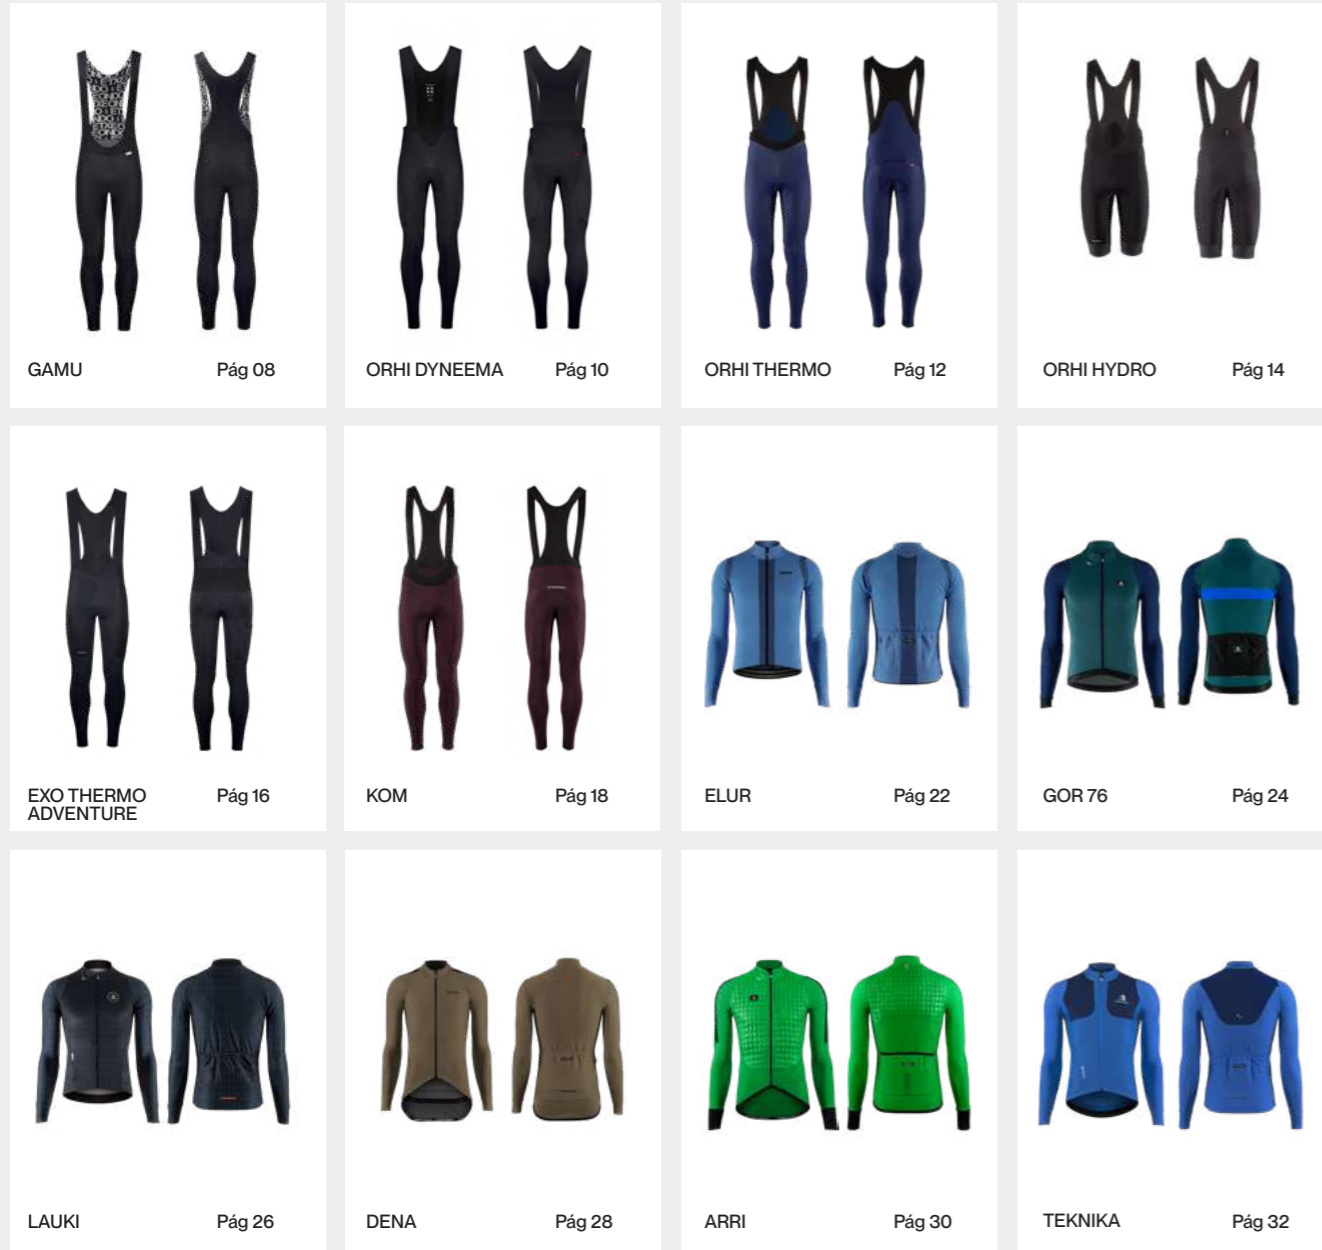 GAMU Pág 08
ORHI DYNEEMA Pág 10
ORHI THERMO Pág 12
ORHI HYDRO Pág 14
EXO THERMO Pág 16
ADVENTURE
KOM Pág 18
ELUR Pág 22
GOR 76 Pág 24
LAUKI Pág 26
DENA Pág 28
ARRI Pág 30
TEKNIKA Pág 32